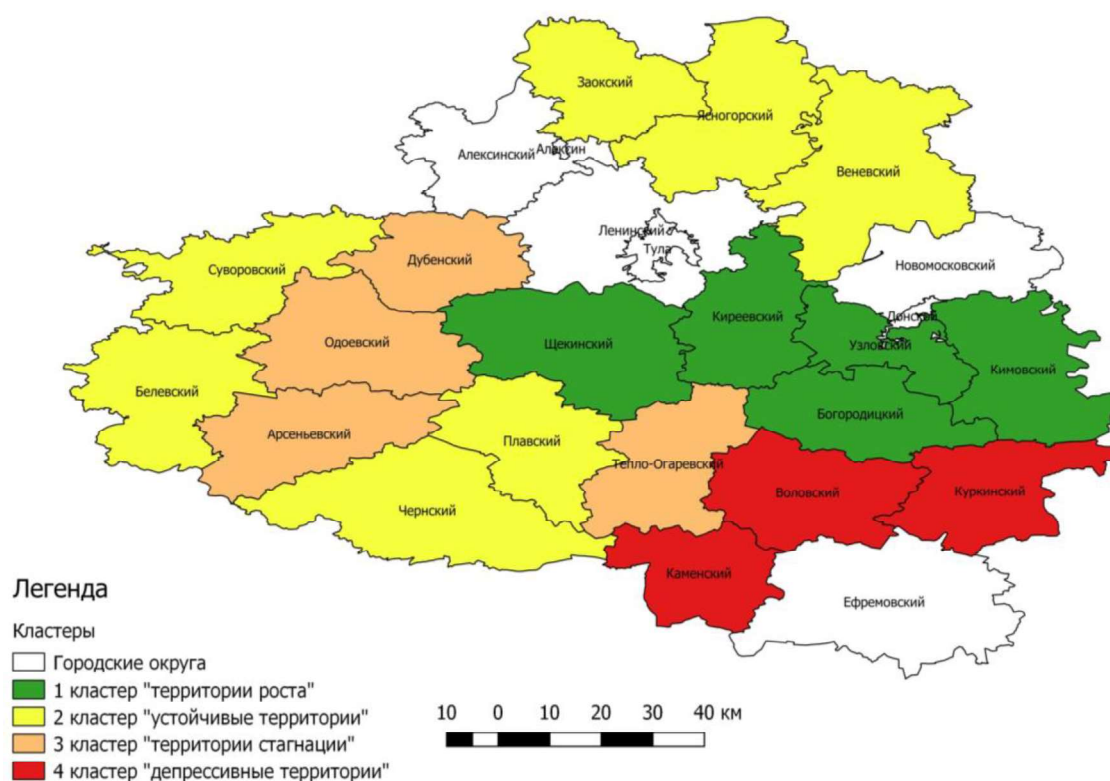 Заокский
Ясногорский
Алексинский
Алексин
Веневский
Ленинский
Тула
Дубенский
Суворовский
Новомосковский
Донской
Киреевский
Узловский
Щекинский
Одоевский
Кимовский
Белевский
Богородицкий
Арсеньевский
Плавский
Тепло-Огаревский
Воловский
Куркинский
Чернский
Каменский
Ефремовский
Легенда
Кластеры
Городские округа
1 кластер "территории роста"
2 кластер "устойчивые территории"
3 кластер "территории стагнации"
4 кластер "депрессивные территории"
10 0 10 20 30 40 км